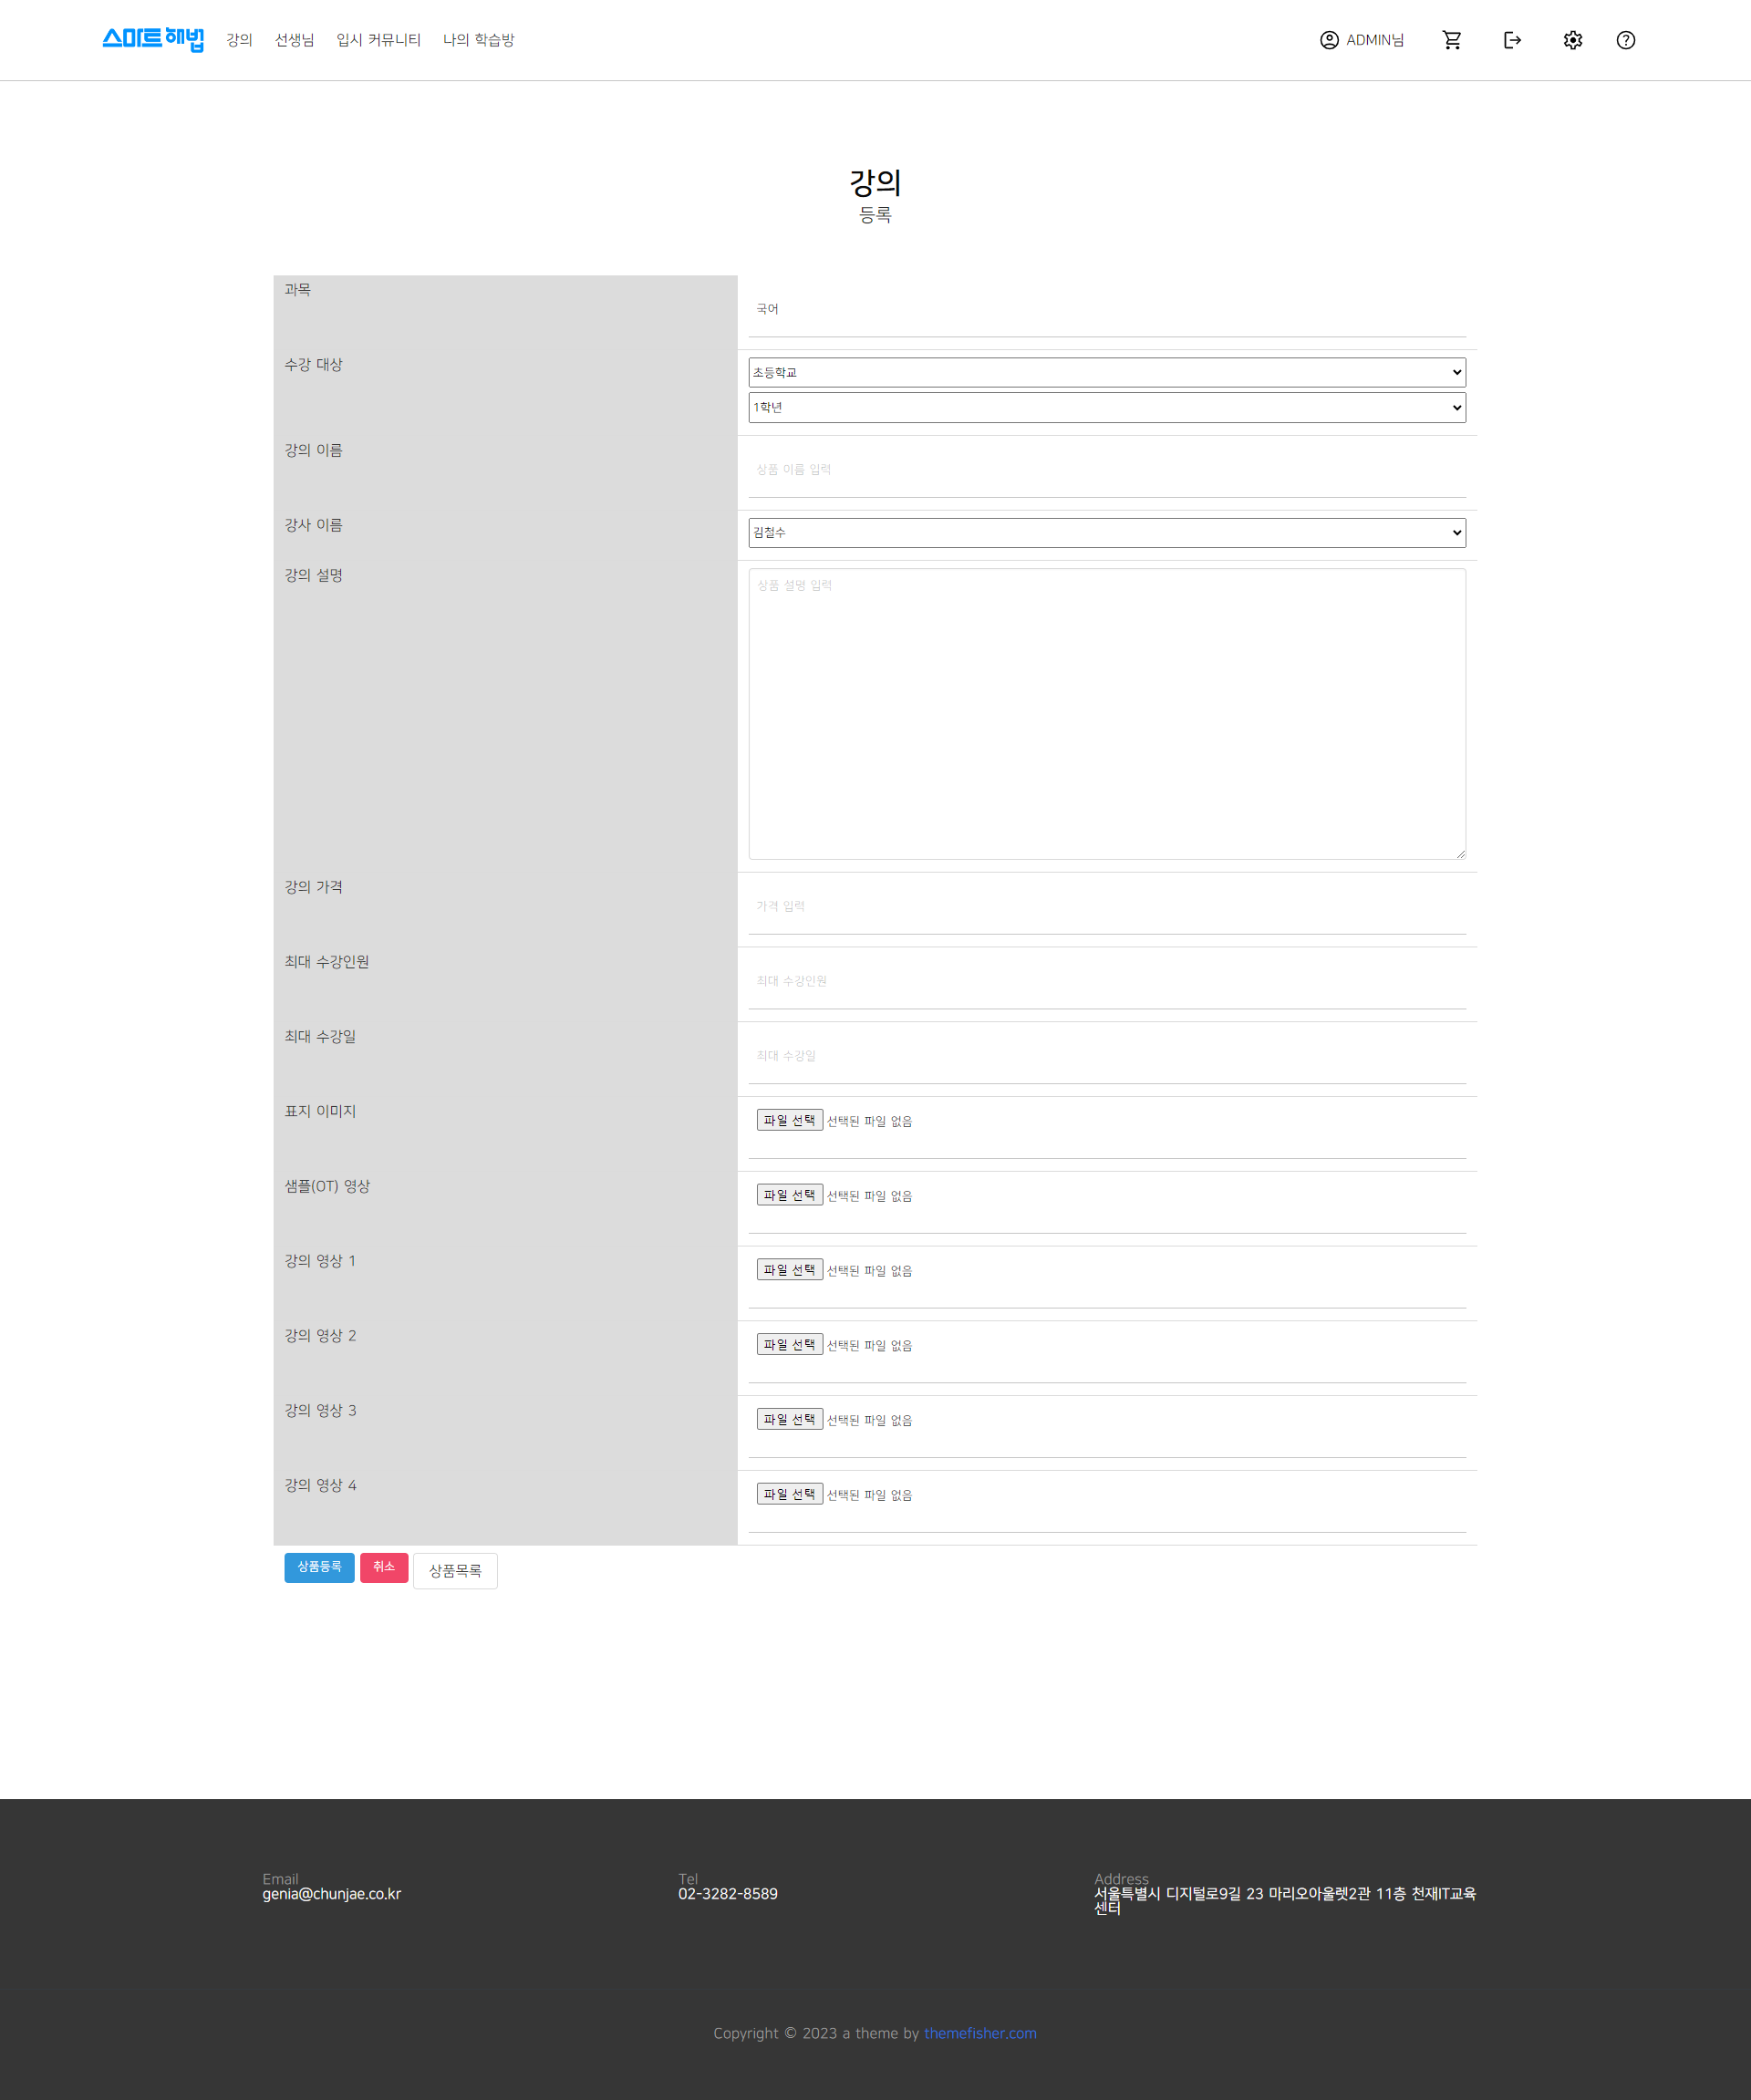 스마트해법 강의 선생님 입시 커뮤니티 나의 학습방 ADMIN님
강의
등록
과목
국어
수강 대상
초등학교
1학년
강의 이름
상품 이름 입력
강사 이름
김철수
강의 설명
상품 설명 입력
강의 가격
가격 입력
최대 수강인원
최대 수강인원
최대 수강일
최대 수강일
표지 이미지
파일 선택 선택된 파일 없음
샘플(OT) 영상
파일 선택 선택된 파일 없음
강의 영상 1
파일 선택 선택된 파일 없음
강의 영상 2
파일 선택 선택된 파일 없음
강의 영상 3
파일 선택 선택된 파일 없음
강의 영상 4
파일 선택 선택된 파일 없음
상품등록 취소 상품목록
Email
genia@chunjae.co.kr
Tel
02-3282-8589
Address
서울특별시 디지털로9길 23 마리오아울렛2관 11층 천재IT교육
센터
Copyright © 2023 a theme by themefisher.com